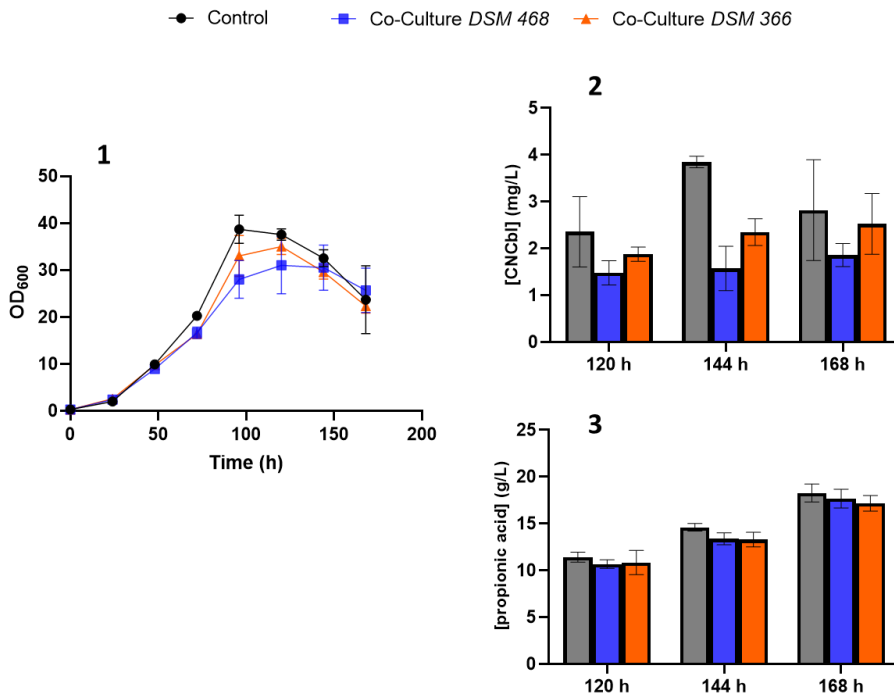 Control Co-Culture DSM 468 Co-Culture DSM 366
1
OD600
50
40
30
20
10
0
0 50 100 150 200
Time (h)
2
[CNCbl] (mg/L)
5
4
3
2
1
0
120 h 144 h 168 h
3
[propionic acid] (g/L)
25
20
15
10
5
0
120 h 144 h 168 h